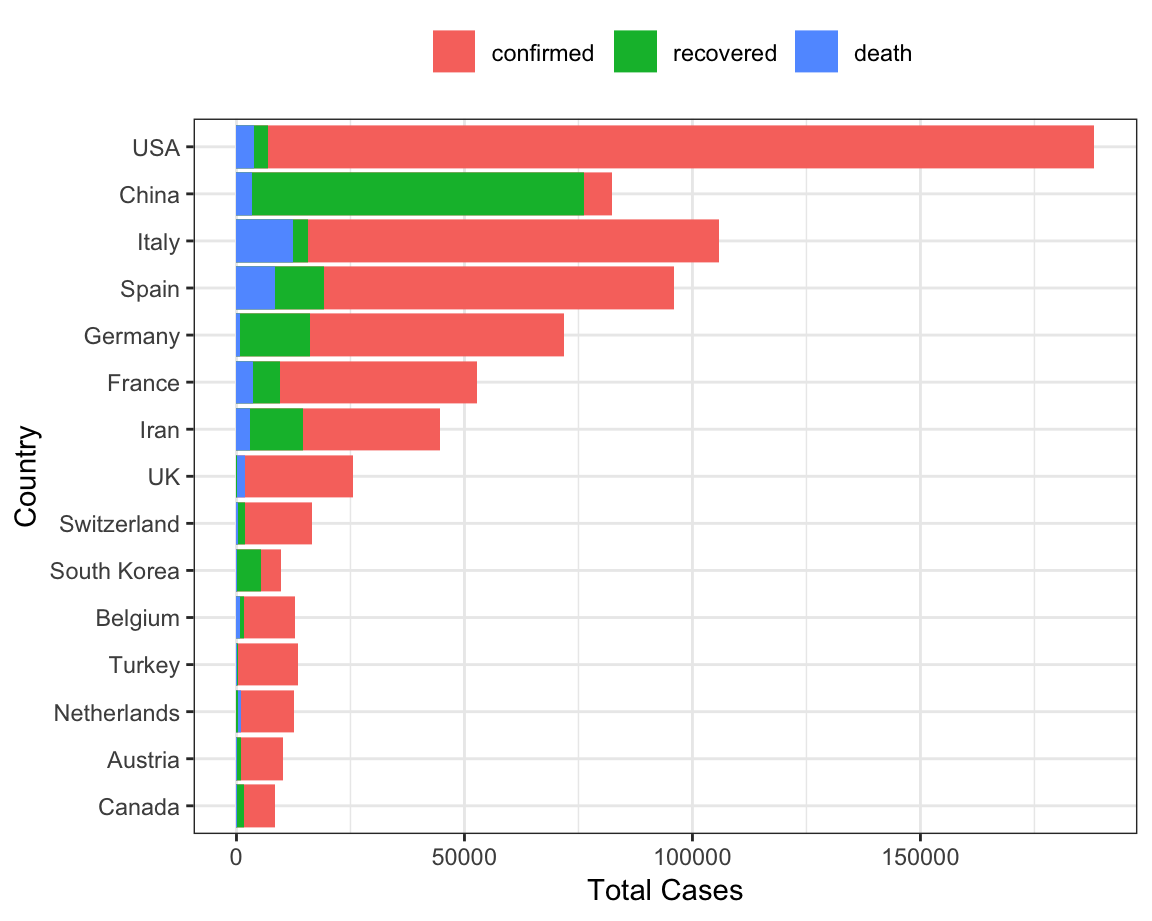 confirmed recovered death
USA
China
Italy
Spain
Germany
France
Iran
UK
Switzerland
South Korea
Belgium
Turkey
Netherlands
Austria
Canada
Country
0 50000 100000 150000
Total Cases